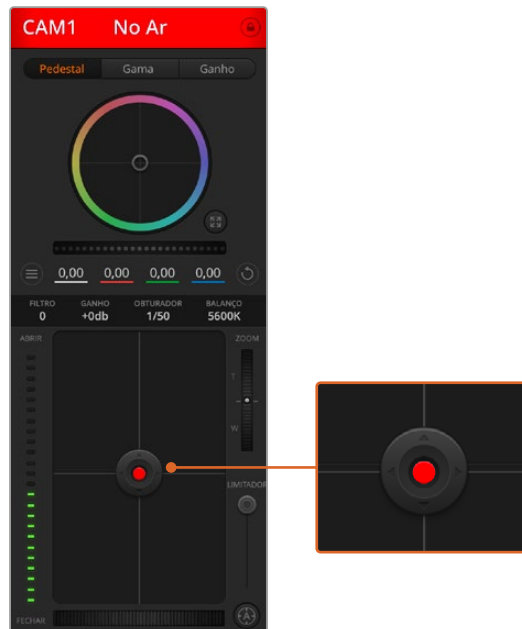 CAM1 No Ar
Pedestal Gama Ganho
0,00 0,00 0,00 0,00
FILTRO GANHO OBTURADOR BALANÇO
0 +0db 1/50 5600K
ABRIR ZOOM
T
W
LIMITADOR
FECHAR A